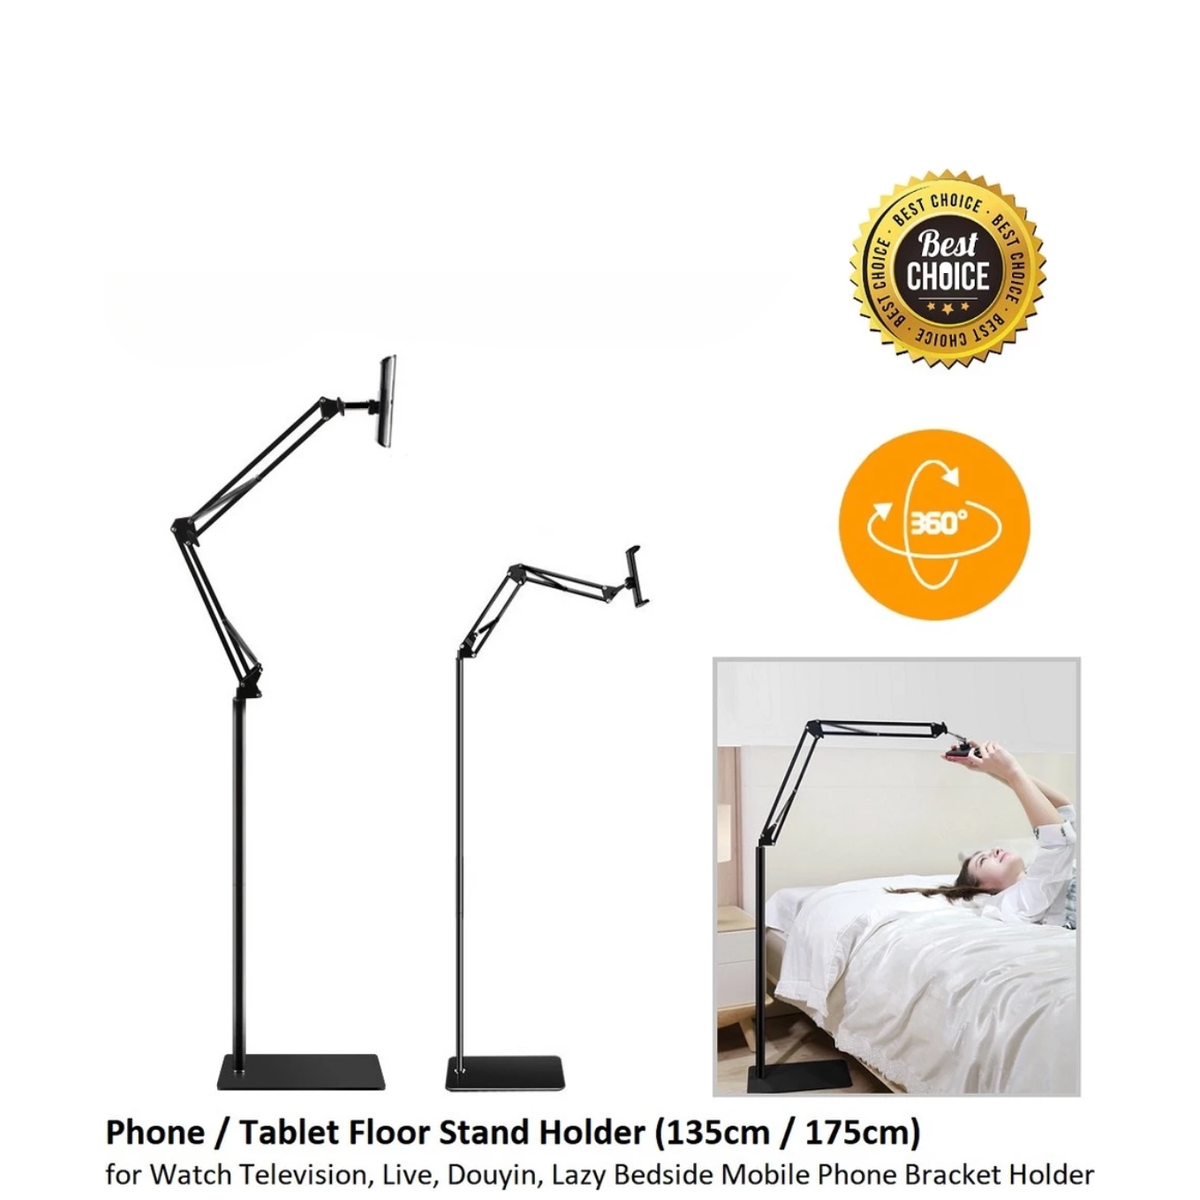 BEST CHOICE · BEST CHOICE · BEST CHOICE · BEST CHOICE ·
Best
CHOICE
360°
Phone / Tablet Floor Stand Holder (135cm / 175cm)
for Watch Television, Live, Douyin, Lazy Bedside Mobile Phone Bracket Holder